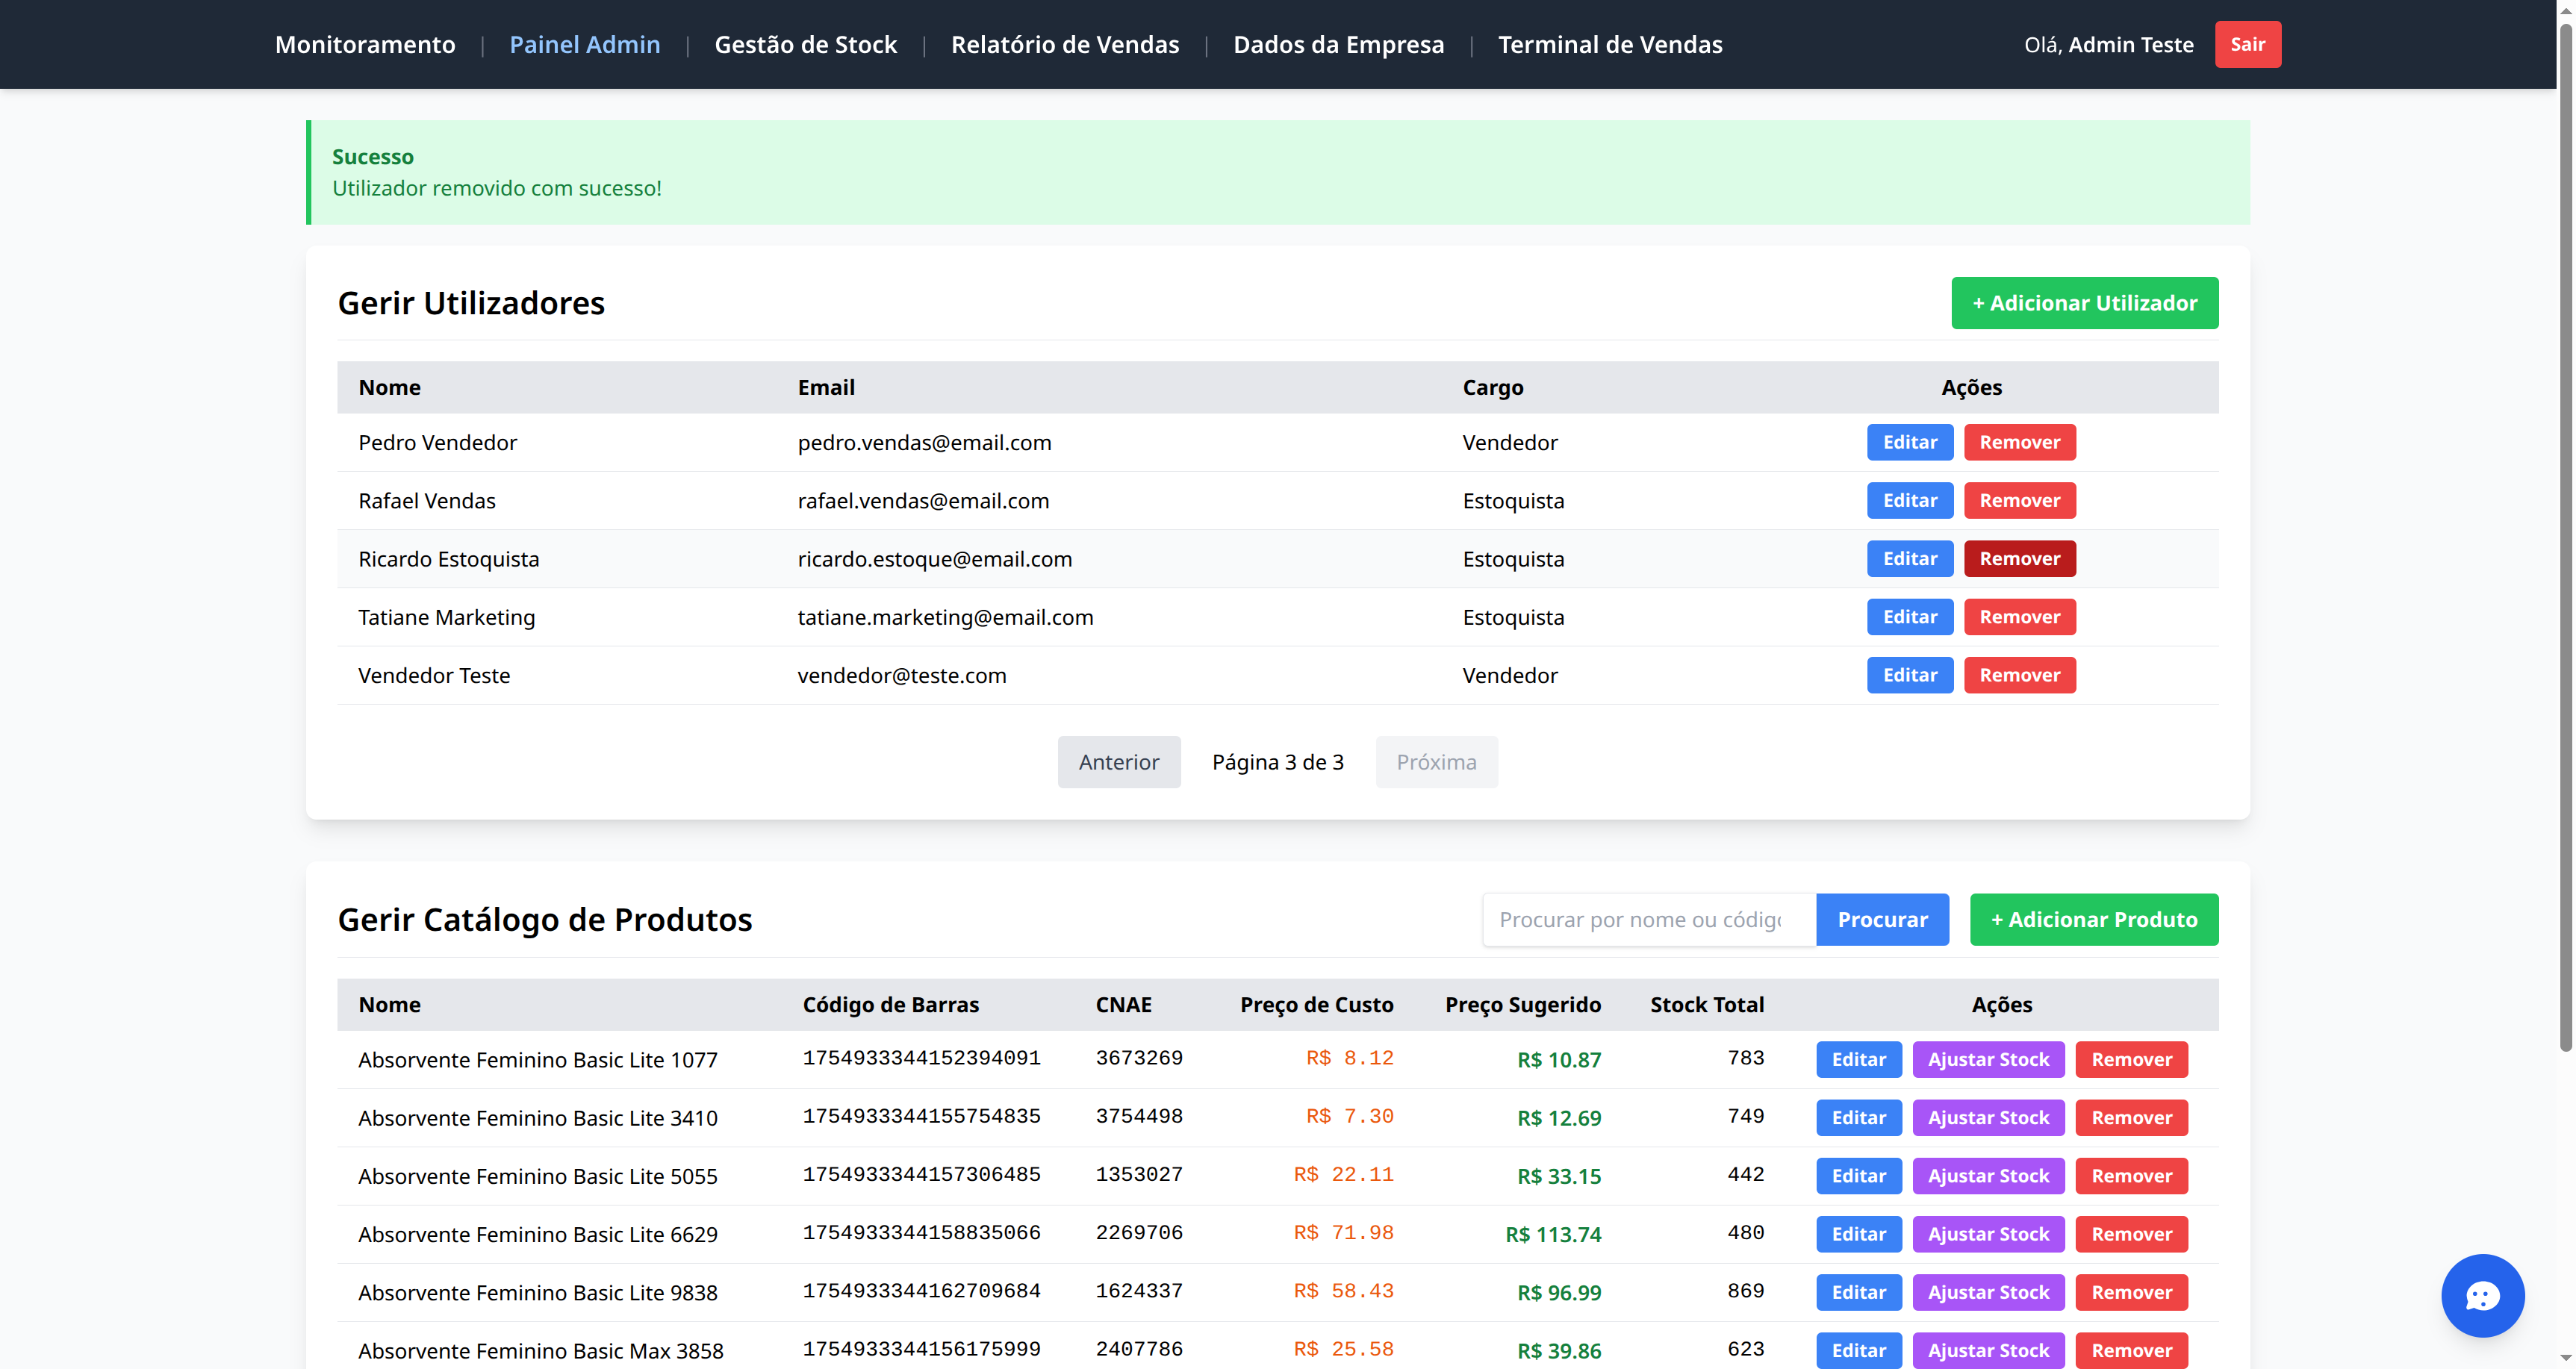 Monitoramento | Painel Admin | Gestão de Stock | Relatório de Vendas | Dados da Empresa | Terminal de Vendas Olá, Admin Teste Sair
Sucesso
Utilizador removido com sucesso!
Gerir Utilizadores + Adicionar Utilizador
Nome Email Cargo Ações
Pedro Vendedor pedro.vendas@email.com Vendedor Editar Remover
Rafael Vendas rafael.vendas@email.com Estoquista Editar Remover
Ricardo Estoquista ricardo.estoque@email.com Estoquista Editar Remover
Tatiane Marketing tatiane.marketing@email.com Estoquista Editar Remover
Vendedor Teste vendedor@teste.com Vendedor Editar Remover
Anterior Página 3 de 3 Próxima
Gerir Catálogo de Produtos Procurar por nome ou código Procurar + Adicionar Produto
Nome Código de Barras CNAE Preço de Custo Preço Sugerido Stock Total Ações
Absorvente Feminino Basic Lite 1077 1754933344152394091 3673269 R$ 8.12 R$ 10.87 783 Editar Ajustar Stock Remover
Absorvente Feminino Basic Lite 3410 1754933344155754835 3754498 R$ 7.30 R$ 12.69 749 Editar Ajustar Stock Remover
Absorvente Feminino Basic Lite 5055 1754933344157306485 1353027 R$ 22.11 R$ 33.15 442 Editar Ajustar Stock Remover
Absorvente Feminino Basic Lite 6629 1754933344158835066 2269706 R$ 71.98 R$ 113.74 480 Editar Ajustar Stock Remover
Absorvente Feminino Basic Lite 9838 1754933344162709684 1624337 R$ 58.43 R$ 96.99 869 Editar Ajustar Stock Remover
Absorvente Feminino Basic Max 3858 1754933344156175999 2407786 R$ 25.58 R$ 39.86 623 Editar Ajustar Stock Remover